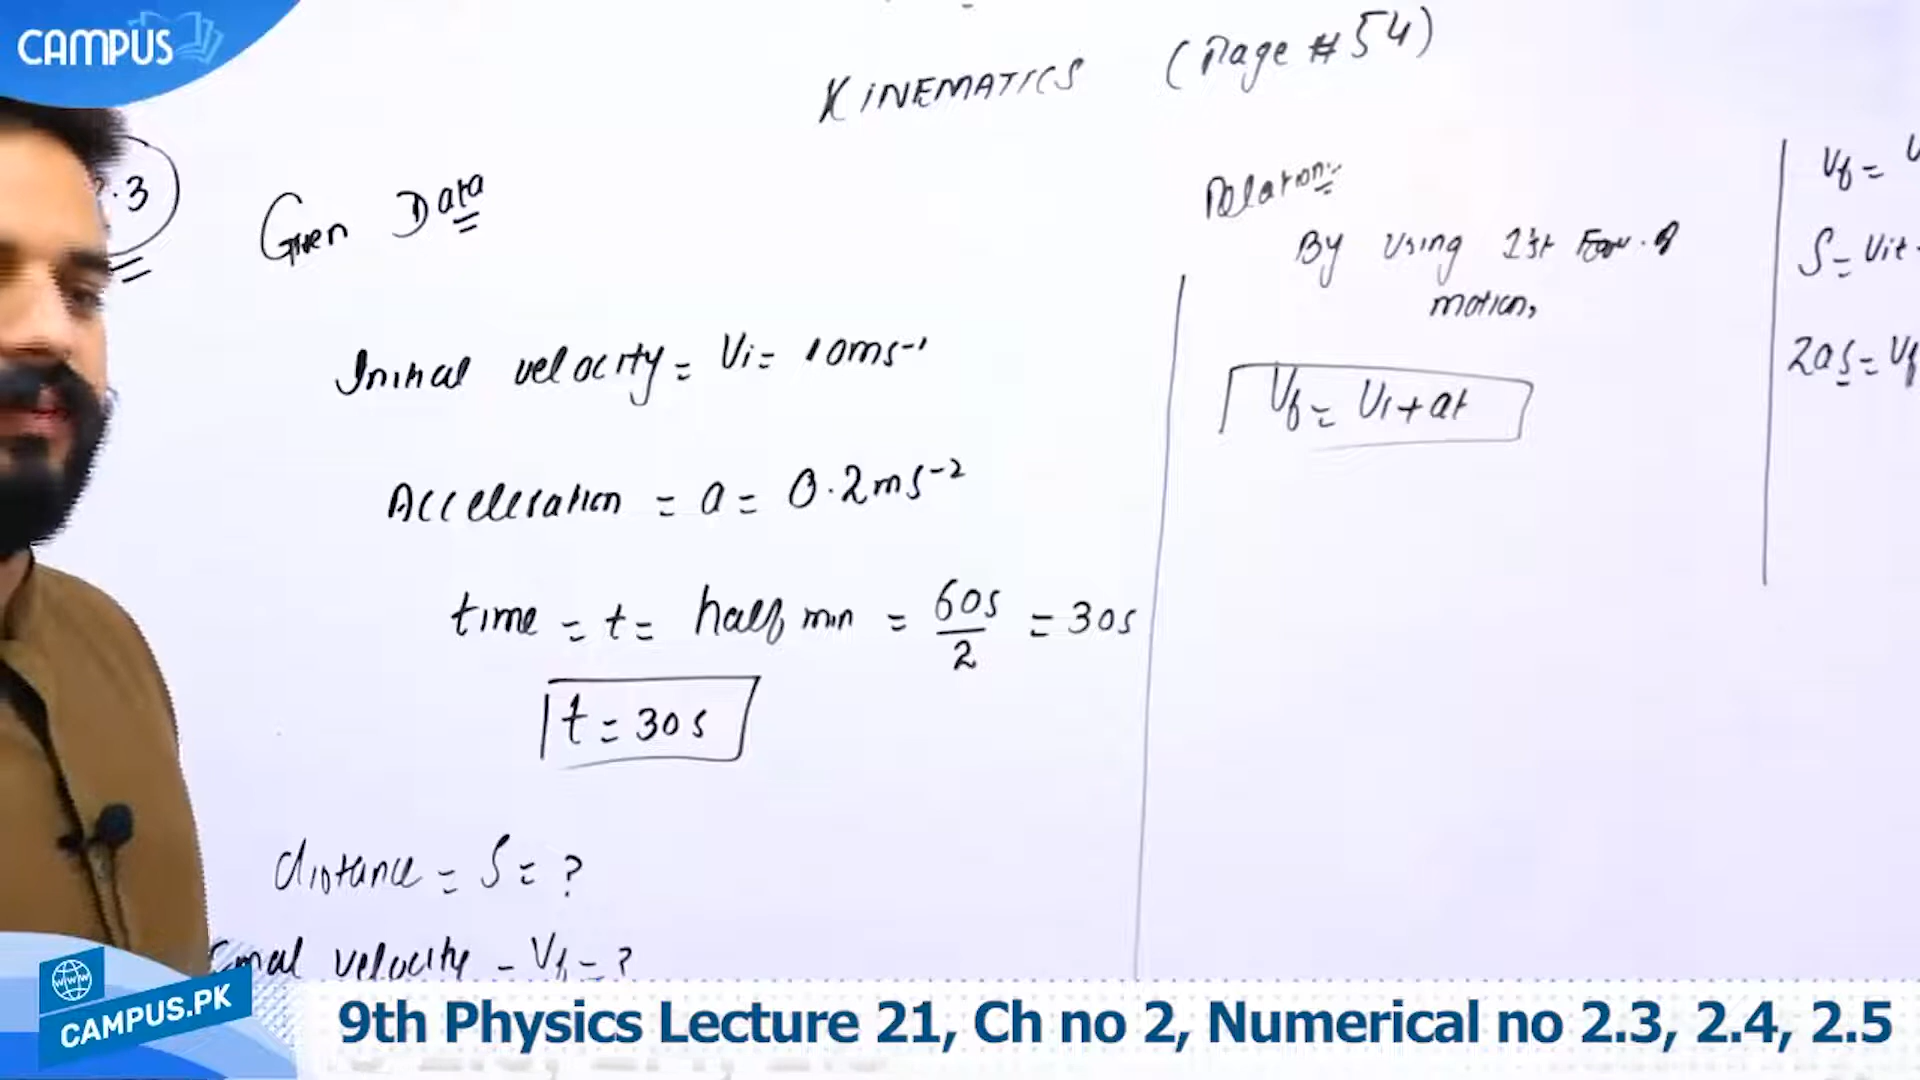 CAMPUS
KINEMATICS (Page #54)
.3
Given Data
Initial velocity = Vi = 10ms⁻¹
Acceleration = a = 0.2ms⁻²
time = t = half min = 60s/2 = 30s
t = 30s
distance = S = ?
velocity = Vf = ?
Relation:-
By using 1st Equ. of
motion,
Vf = Vi + at
Vf =
S = Vit
2aS = Vf
www
CAMPUS.PK
9th Physics Lecture 21, Ch no 2, Numerical no 2.3, 2.4, 2.5